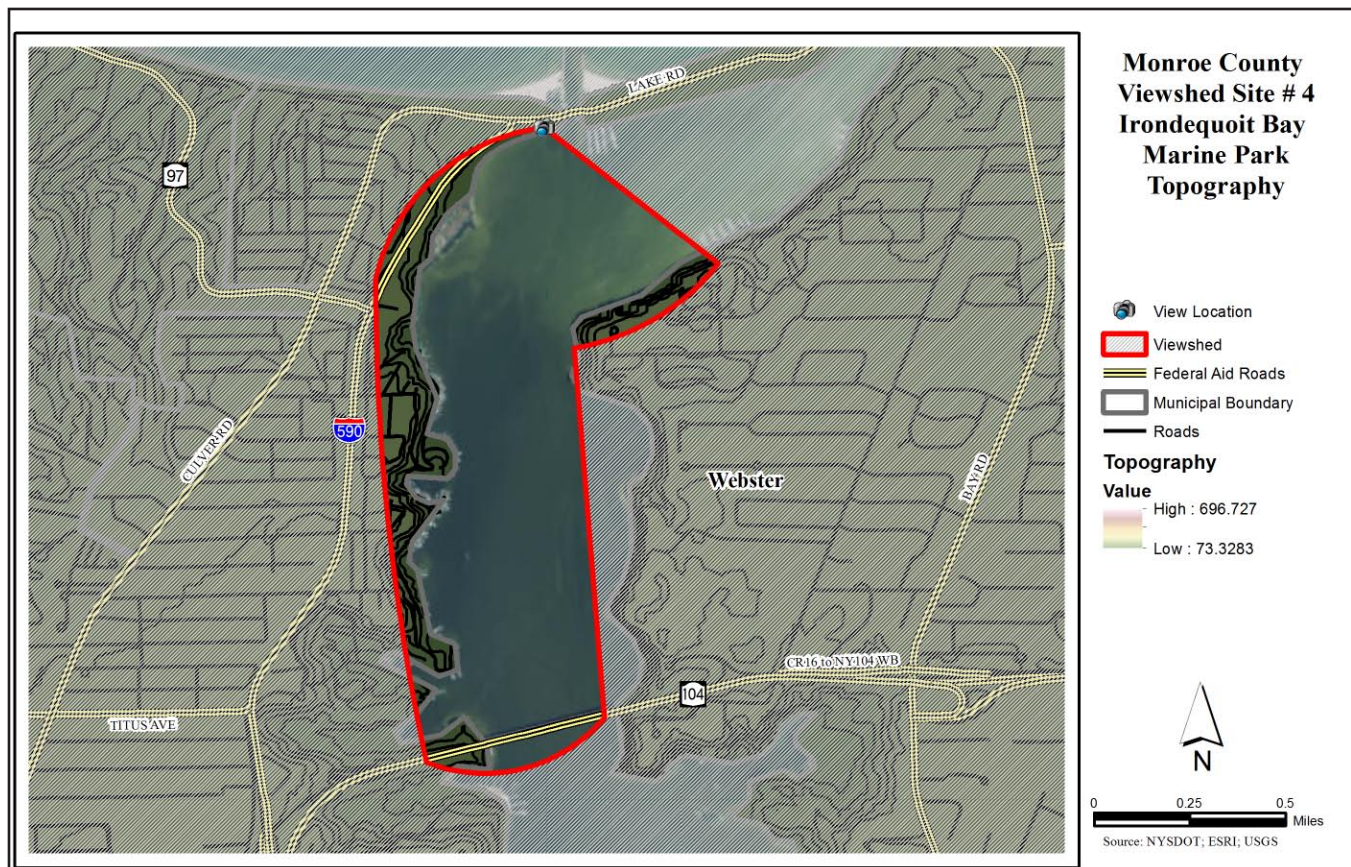 Monroe County
Viewshed Site # 4
Irondequoit Bay
Marine Park
Topography
LAKE RD
97
590
CULVER RD
Webster
BAY RD
CR 16 to NY 104 WB
104
TITUS AVE
View Location
Viewshed
Federal Aid Roads
Municipal Boundary
Roads
Topography
Value
High : 696.727
Low : 73.3283
N
0 0.25 0.5
Miles
Source: NYSDOT; ESRI; USGS